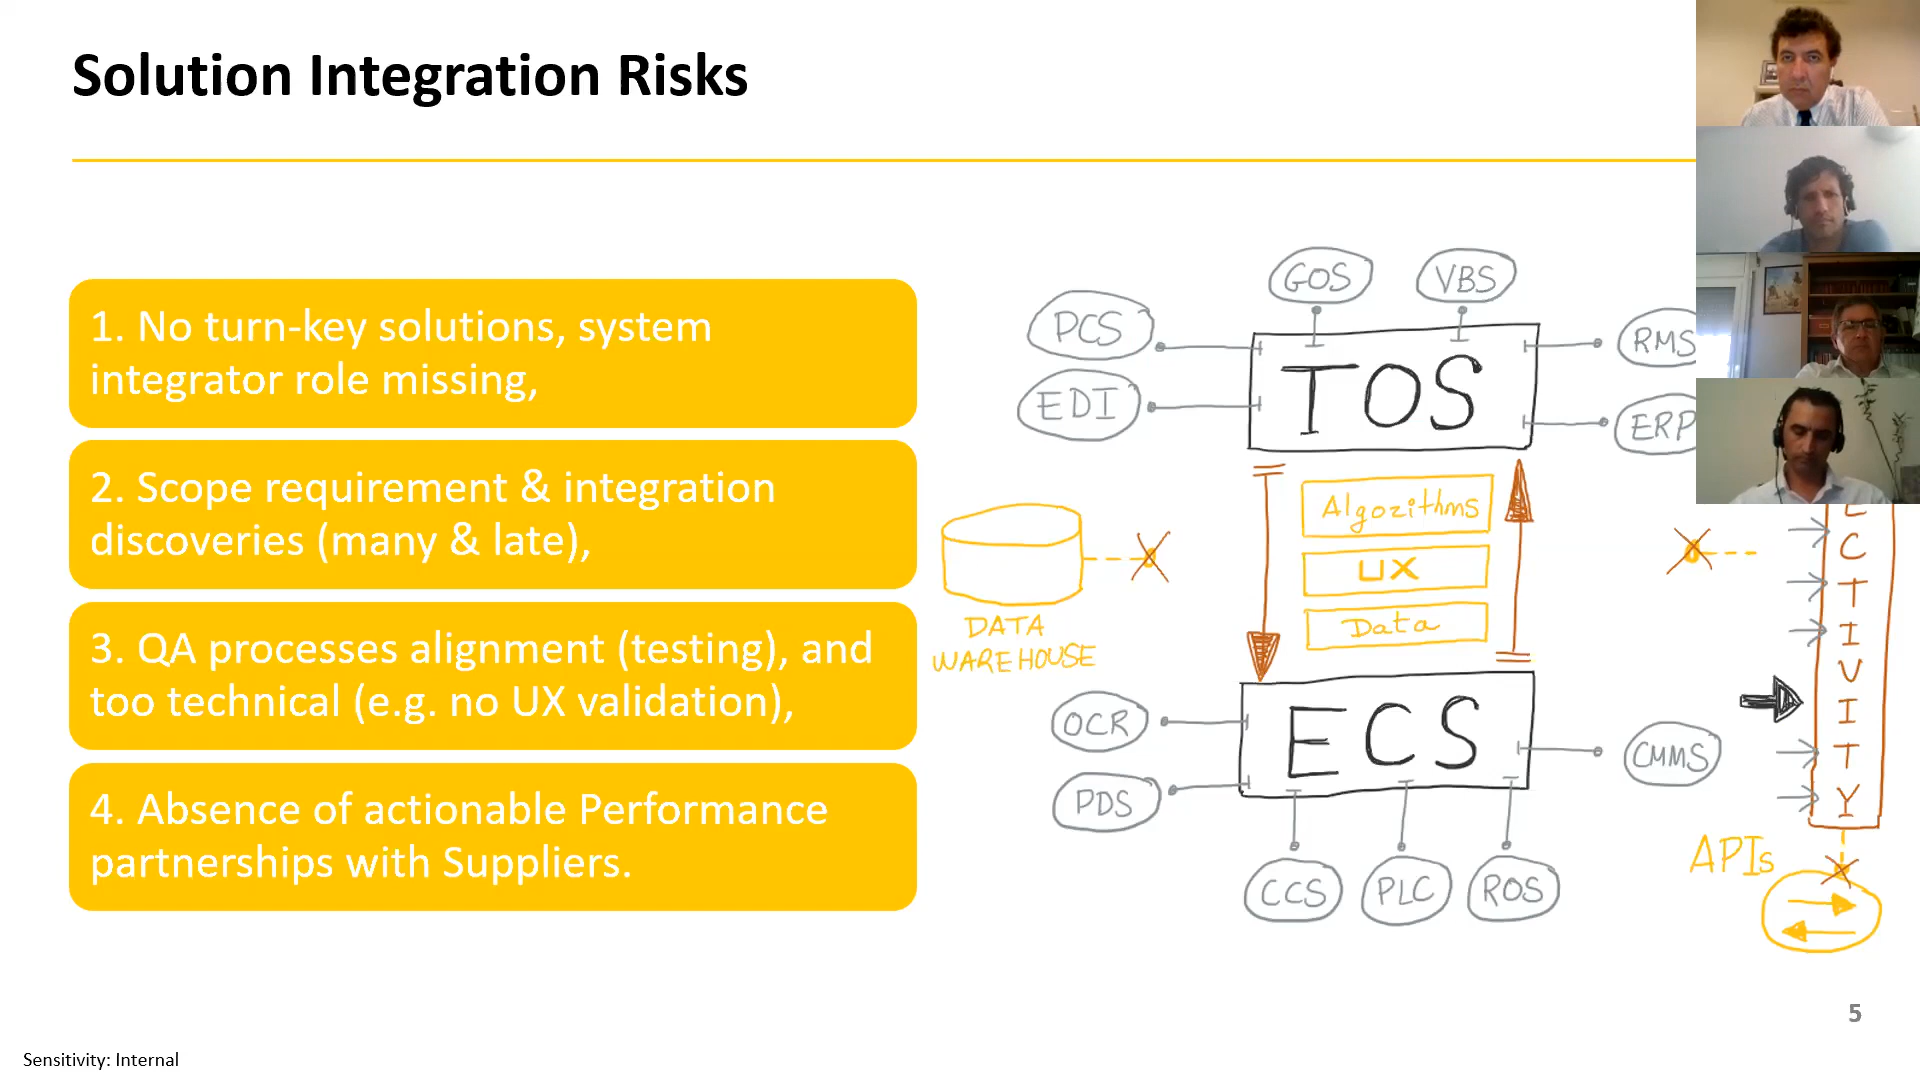 Solution Integration Risks
1. No turn-key solutions, system
integrator role missing,
2. Scope requirement & integration
discoveries (many & late),
3. QA processes alignment (testing), and
too technical (e.g. no UX validation),
4. Absence of actionable Performance
partnerships with Suppliers.
GOS
VBS
PCS
RMS
EDI
TOS
ERP
Algorithms
UX
Data
DATA
WAREHOUSE
OCR
ECS
CMMS
PDS
CCS
PLC
ROS
C
T
I
V
I
T
Y
APIs
5
Sensitivity: Internal